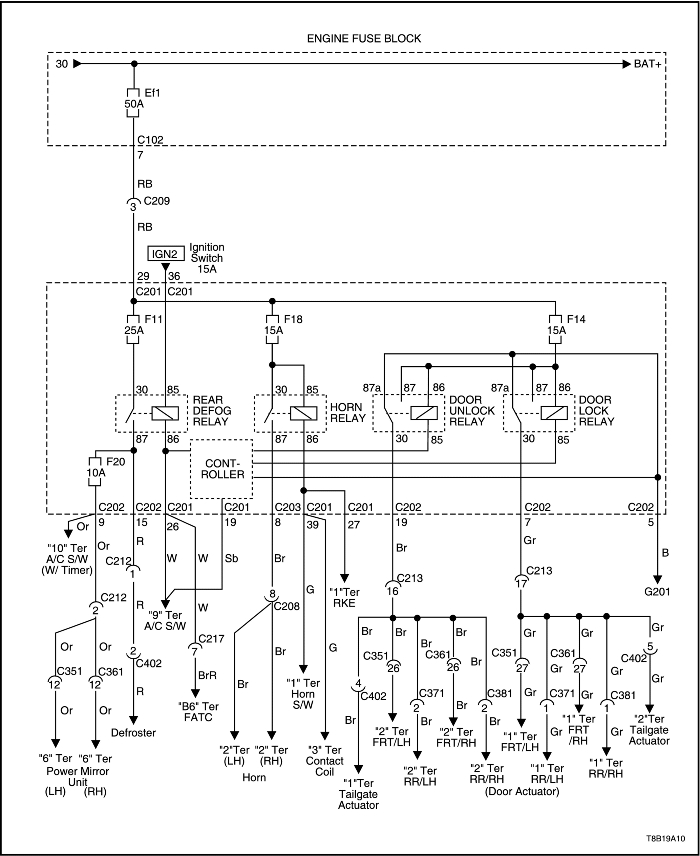 ENGINE FUSE BLOCK
30
BAT+
Ef1
50A
C102
7
RB
3
C209
RB
IGN2
Ignition
Switch
15A
29
36
C201
C201
F11
25A
F18
15A
F14
15A
30
85
87
86
REAR
DEFOG
RELAY
30
85
87
86
HORN
RELAY
87a
87
86
30
85
DOOR
UNLOCK
RELAY
87a
87
86
30
85
DOOR
LOCK
RELAY
F20
10A
CONT-
ROLLER
C202
C202
C201
C201
C203
C201
C201
C202
C202
C202
9
15
26
19
8
39
27
19
7
5
Or
"10" Ter
A/C S/W
(W/ Timer)
Or
R
W
W
Sb
Br
G
"1"Ter
RKE
Br
Gr
B
G201
C212
1
C212
2
R
W
"9" Ter
A/C S/W
8
C208
G
C213
16
C213
17
Or
Or
2
C402
C217
7
BrR
Br
Br
C351
12
C361
12
Or
Or
R
"B6" Ter
FATC
"1" Ter
Horn
S/W
Defroster
"6" Ter
"6" Ter
Power Mirror
Unit
(LH)
(RH)
"2"Ter
(LH)
"2" Ter
(RH)
Horn
"3" Ter
Contact
Coil
Br
Br
Br
Br
Br
C351
26
C361
26
4
C402
C371
2
C381
2
Br
Br
Br
"2" Ter
FRT/LH
"2" Ter
FRT/RH
"1"Ter
Tailgate
Actuator
"2" Ter
RR/LH
"2" Ter
RR/RH
(Door Actuator)
Gr
Gr
Gr
Gr
Gr
C351
27
C361
27
C402
5
C371
1
C381
1
Gr
Gr
Gr
Gr
Gr
"1" Ter
FRT/LH
"1" Ter
FRT
/RH
"2"Ter
Tailgate
Actuator
"1" Ter
RR/LH
"1" Ter
RR/RH
T8B19A10